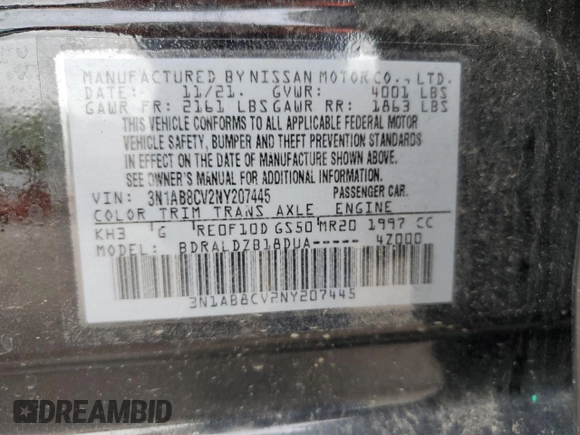 MANUFACTURED BY NISSAN MOTOR CO., LTD.
DATE: 11/21. GVWR: 4001 LBS
GAWR FR: 2161 LBS GAWR RR: 1863 LBS
THIS VEHICLE CONFORMS TO ALL APPLICABLE FEDERAL MOTOR
VEHICLE SAFETY, BUMPER AND THEFT PREVENTION STANDARDS
IN EFFECT ON THE DATE OF MANUFACTURE SHOWN ABOVE.
SEE OWNER'S MANUAL FOR ADDITIONAL INFORMATION.
VIN: 3N1AB8CV2NY207445 PASSENGER CAR.
COLOR TRIM TRANS AXLE ENGINE
KH3 G RE0F10D GS50 MR20 1997 CC
MODEL: BDRALDZB18DUA----- 4Z000
3N1AB8CV2NY207445
DREAMBID